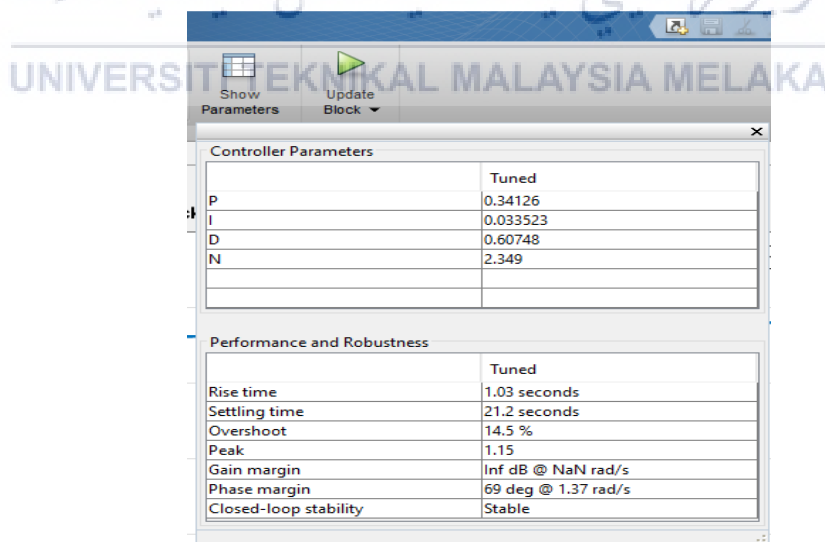 UNIVERSITI TEKNIKAL MALAYSIA MELAKA
Show Parameters
Update Block
Controller Parameters
Tuned
P 0.34126
I 0.033523
D 0.60748
N 2.349
Performance and Robustness
Tuned
Rise time 1.03 seconds
Settling time 21.2 seconds
Overshoot 14.5 %
Peak 1.15
Gain margin Inf dB @ NaN rad/s
Phase margin 69 deg @ 1.37 rad/s
Closed-loop stability Stable